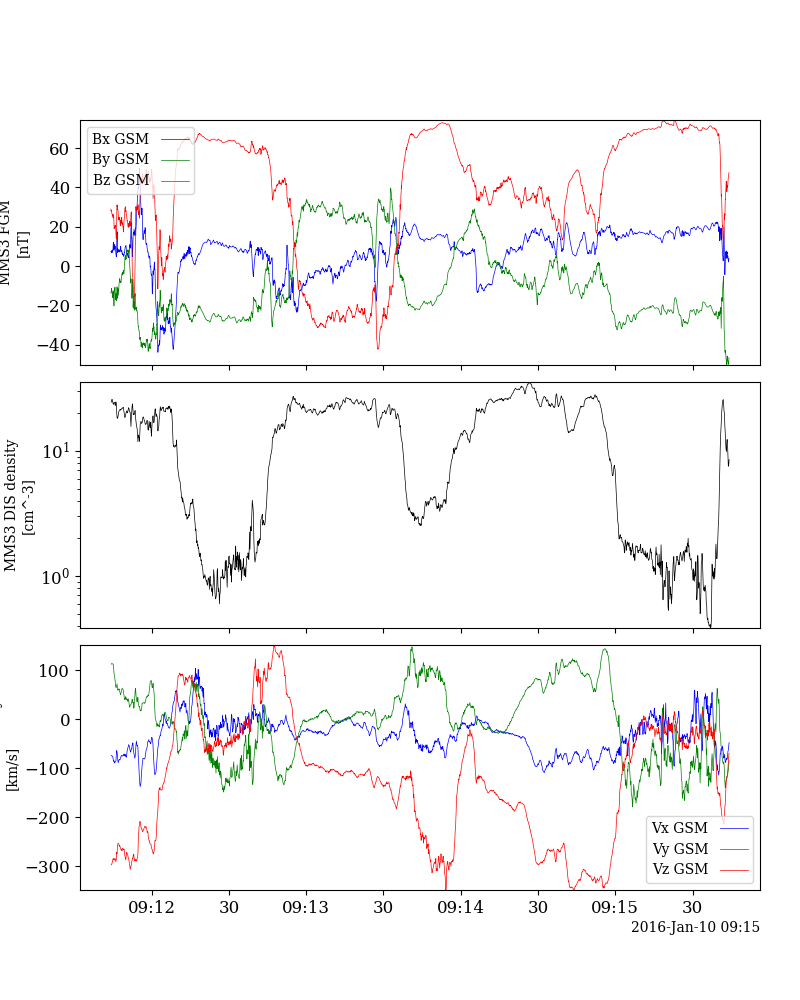 Bx GSM
By GSM
Bz GSM
60
40
20
0
−20
−40
MMS3 FGM
[nT]
10^1
10^0
MMS3 DIS density
[cm^-3]
100
0
−100
−200
−300
[km/s]
Vx GSM
Vy GSM
Vz GSM
09:12 30 09:13 30 09:14 30 09:15 30
2016-Jan-10 09:15